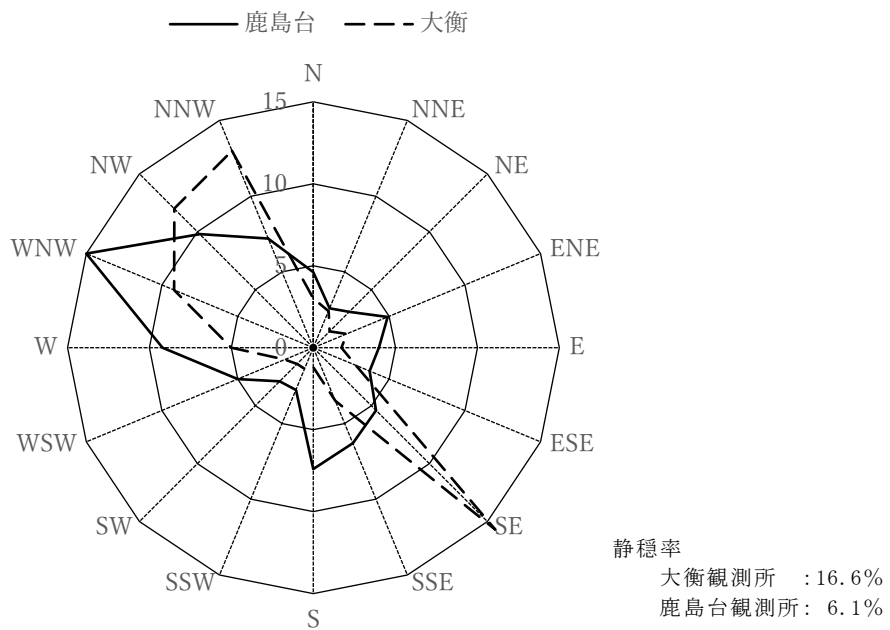 鹿島台 大衡
N
15
NNW NNE
NW NE
10
WNW ENE
5
W 0 E
WSW ESE
SW SE
静穏率
大衡観測所 :16.6%
SSW SSE
鹿島台観測所: 6.1%
S